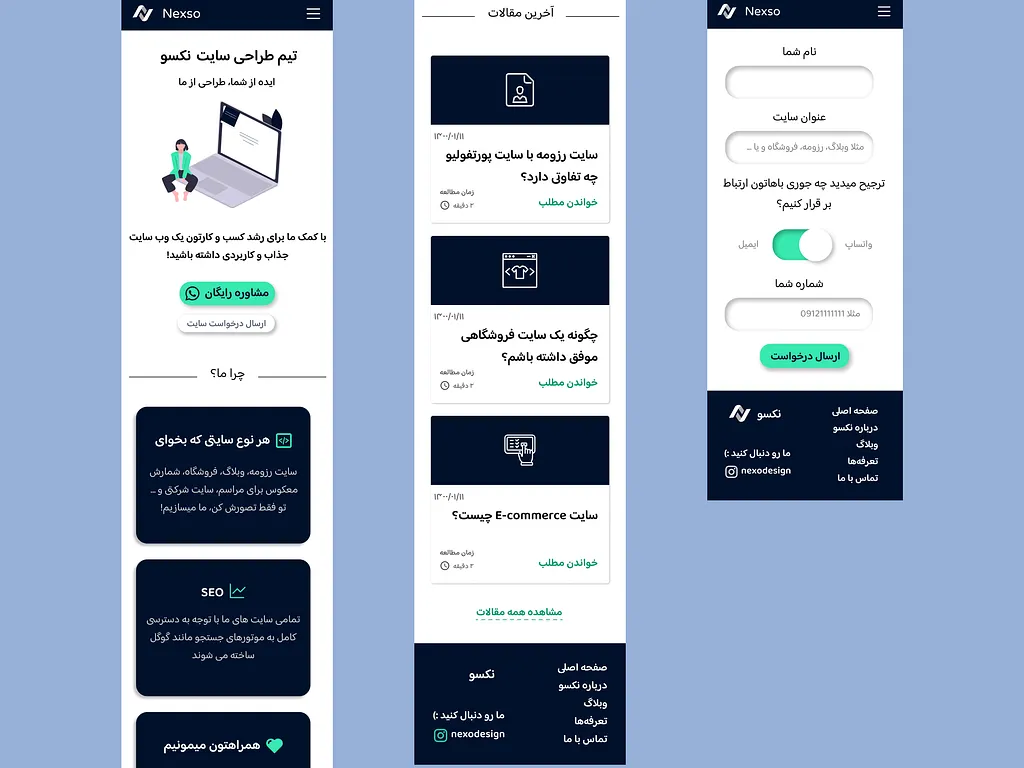 Nexso
تیم طراحی سایت نکسو
ایده از شما، طراحی از ما
با کمک ما برای رشد کسب و کارتون یک وب سایت
جذاب و کاربردی داشته باشید!
مشاوره رایگان
ارسال درخواست سایت
چرا ما؟
هر نوع سایتی که بخوای
سایت رزومه، وبلاگ، فروشگاه، شمارش
معکوس برای مراسم، سایت شرکتی و ...
تو فقط تصورش کن، ما میسازیم!
SEO
تمامی سایت های ما با توجه به دسترسی
کامل به موتورهای جستجو مانند گوگل
ساخته می شوند
همراهتون میمونیم
آخرین مقالات
۱۴۰۰/۰۱/۱۱
سایت رزومه با سایت پورتفولیو
چه تفاوتی دارد؟
زمان مطالعه
۲ دقیقه
خواندن مطلب
۱۴۰۰/۰۱/۱۱
چگونه یک سایت فروشگاهی
موفق داشته باشم؟
زمان مطالعه
۲ دقیقه
خواندن مطلب
۱۴۰۰/۰۱/۱۱
سایت E-commerce چیست؟
زمان مطالعه
۲ دقیقه
خواندن مطلب
مشاهده همه مقالات
صفحه اصلی
درباره نکسو
وبلاگ
تعرفه‌ها
تماس با ما
نکسو
ما رو دنبال کنید :)
nexodesign
Nexso
نام شما
عنوان سایت
مثلا وبلاگ، رزومه، فروشگاه و یا ...
ترجیح میدید چه جوری باهاتون ارتباط
بر قرار کنیم؟
واتساپ
ایمیل
شماره شما
مثلا 09121111111
ارسال درخواست
صفحه اصلی
درباره نکسو
وبلاگ
تعرفه‌ها
تماس با ما
نکسو
ما رو دنبال کنید :)
nexodesign